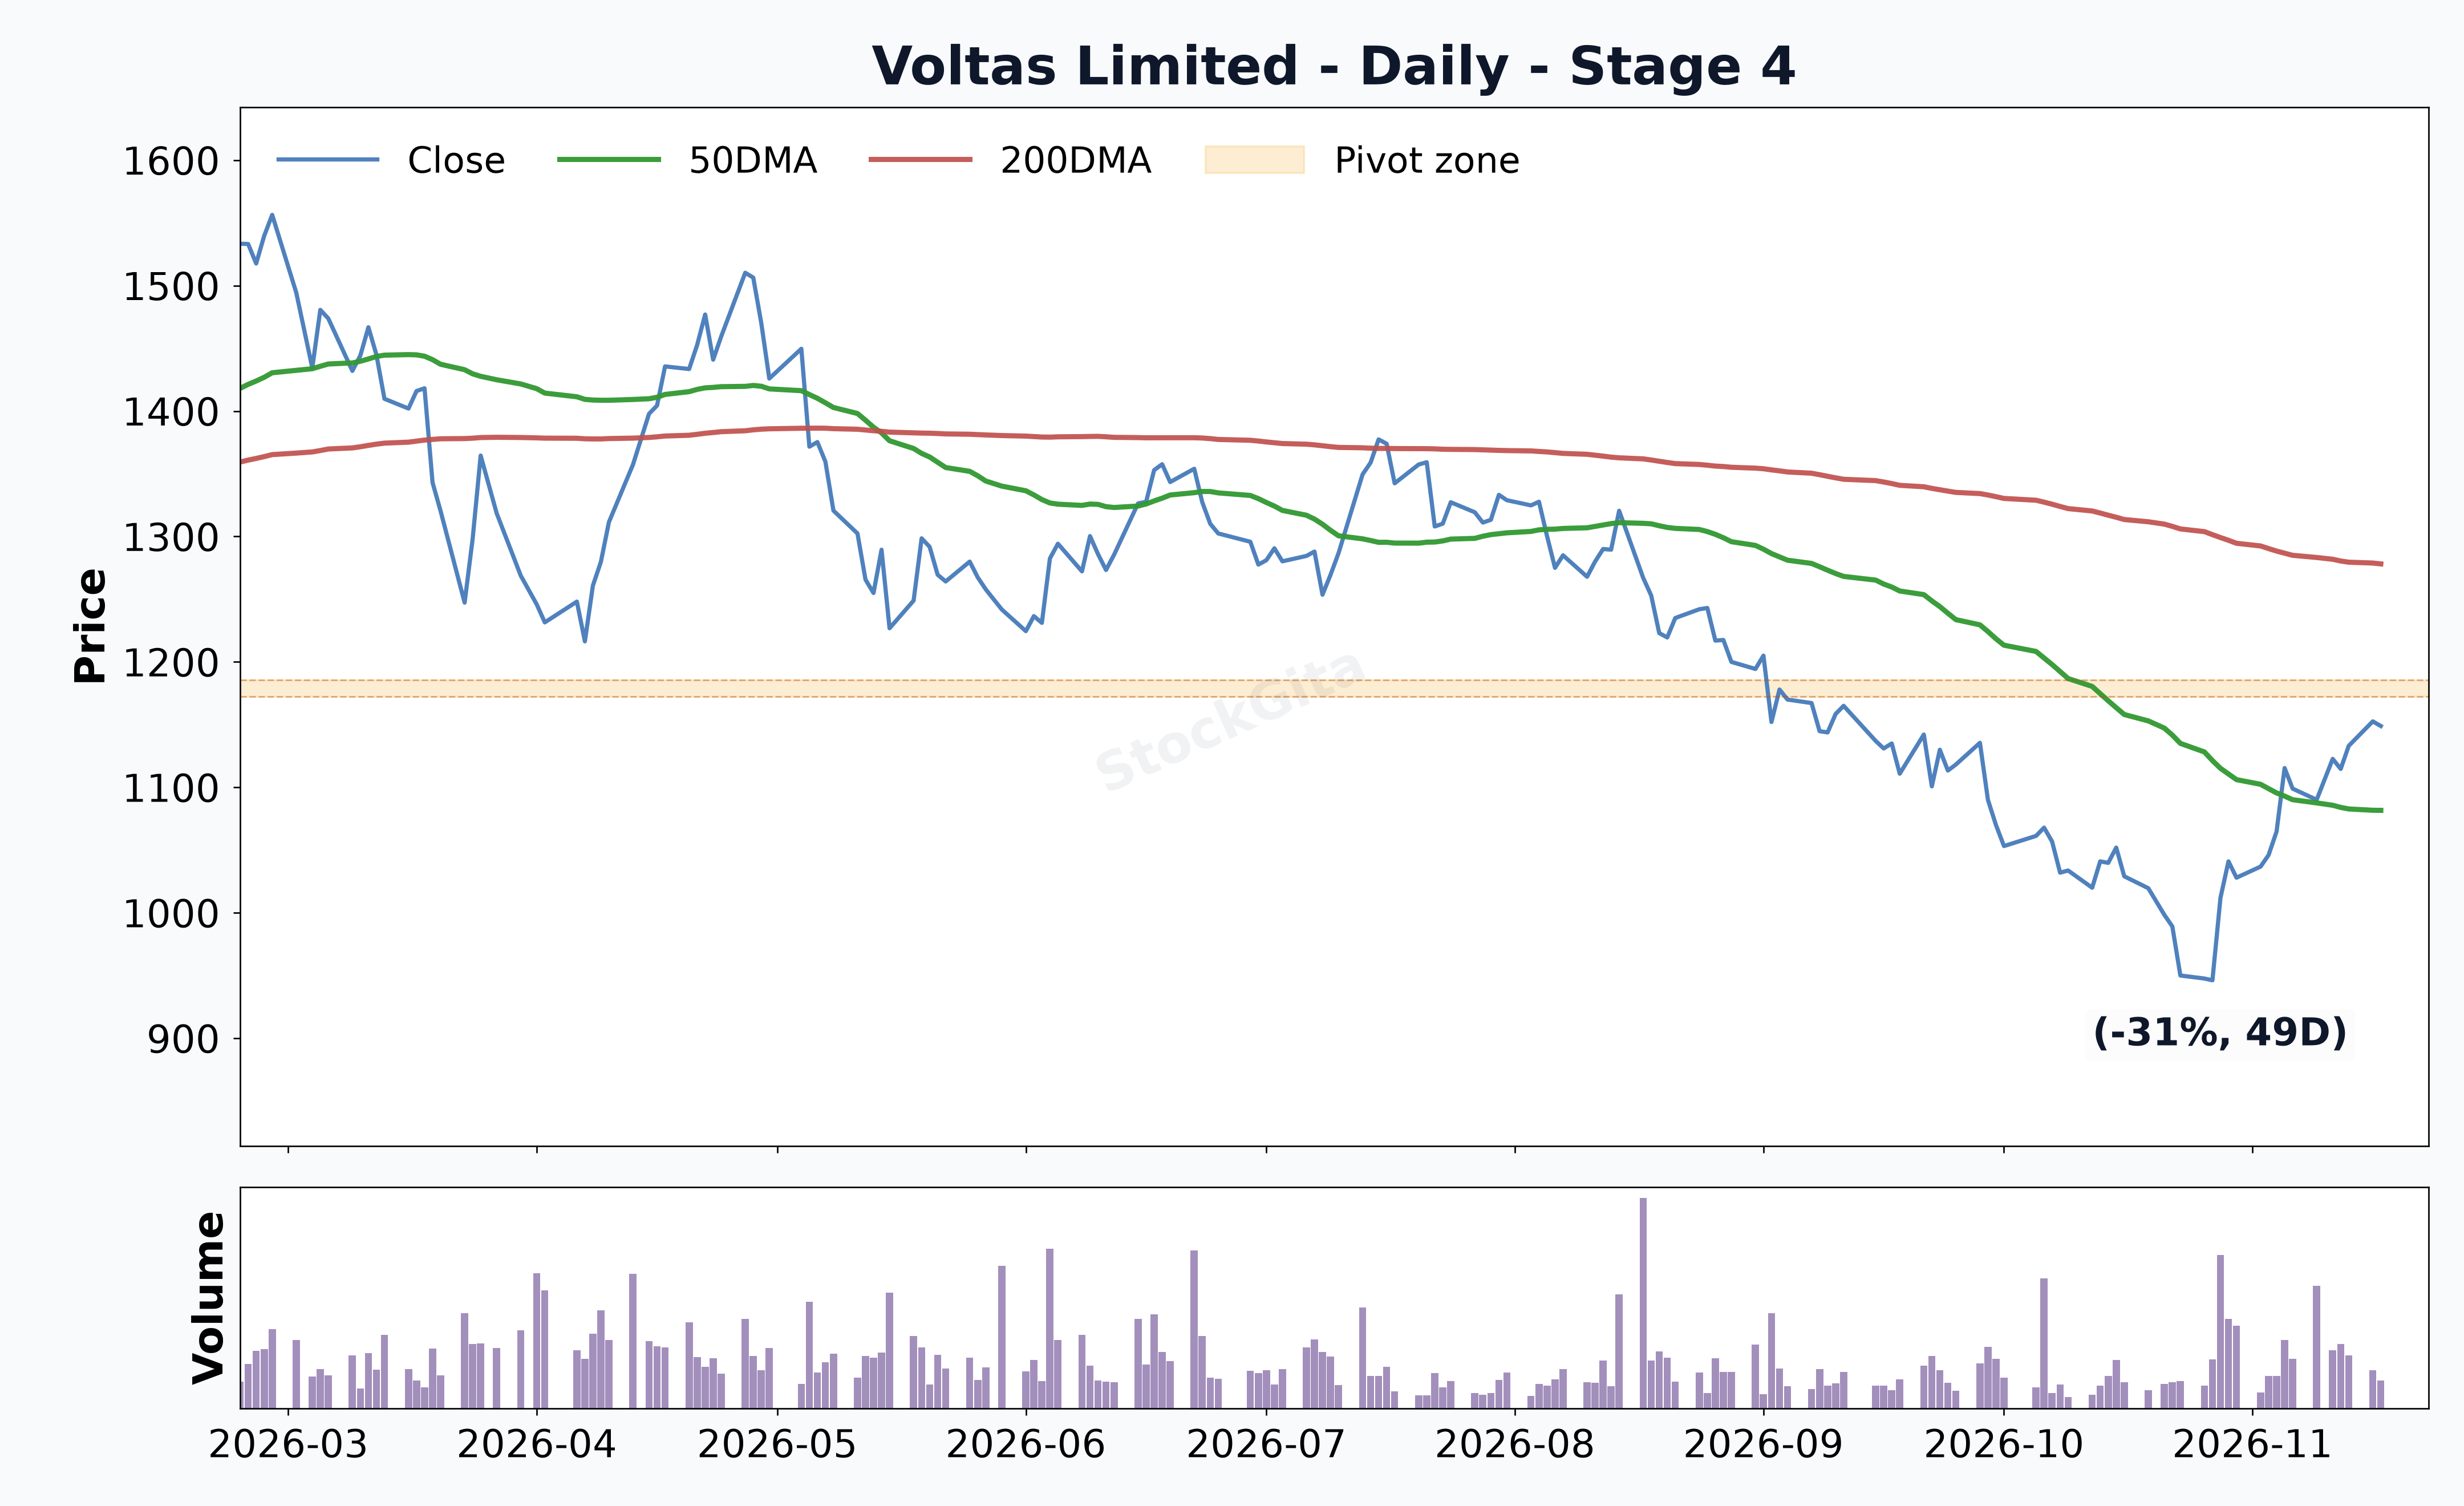 Voltas Limited - Daily - Stage 4
Close 50DMA 200DMA Pivot zone
1600
1500
1400
1300
1200
1100
1000
900
Price
StockGita
(-31%, 49D)
Volume
2026-03 2026-04 2026-05 2026-06 2026-07 2026-08 2026-09 2026-10 2026-11